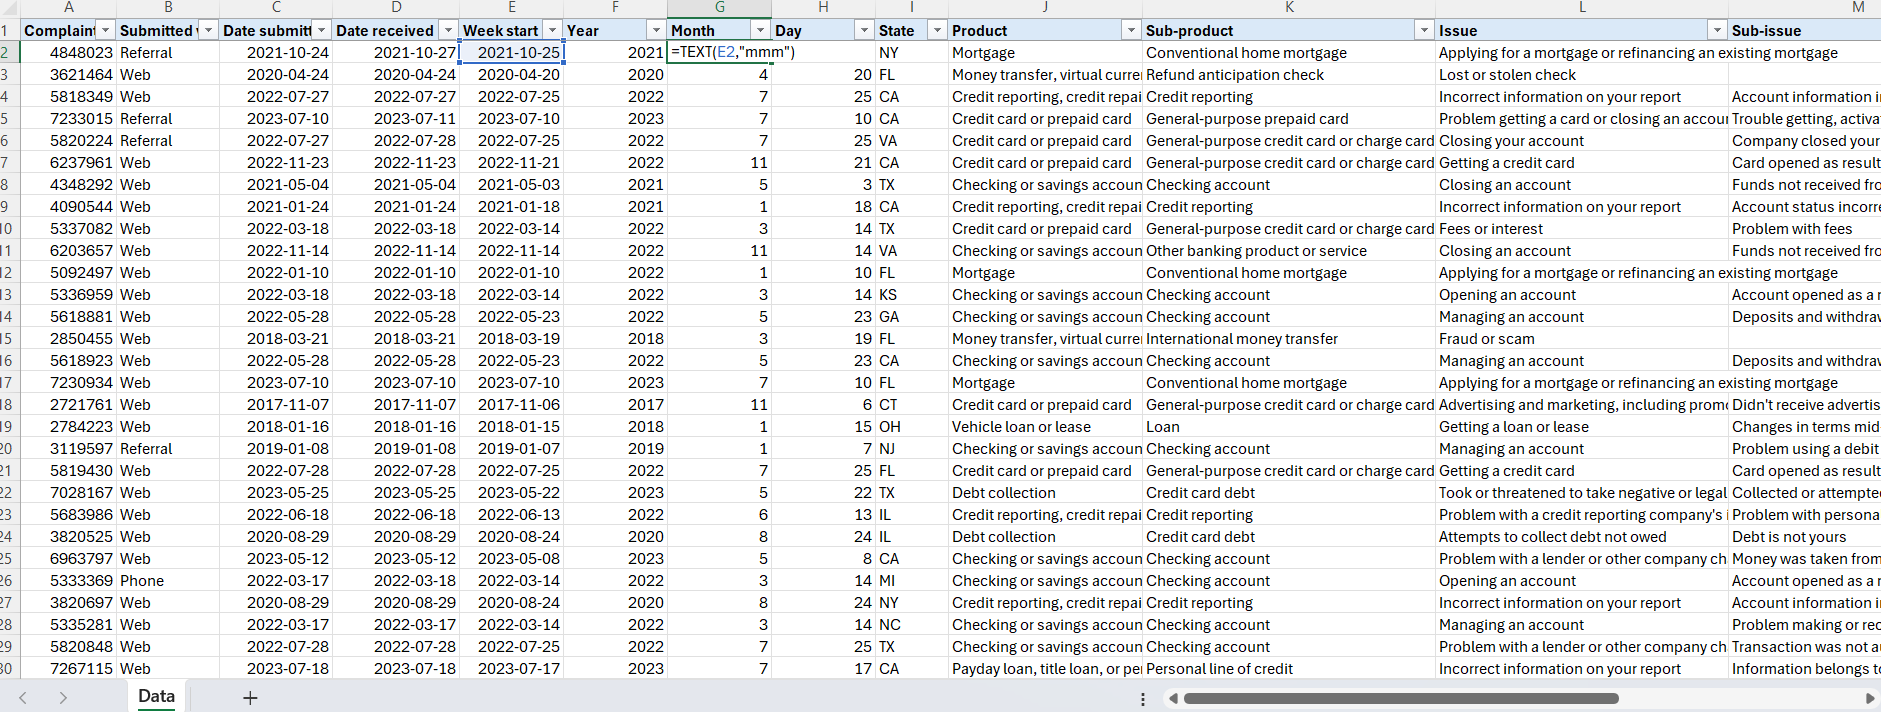 A B C D E F G H I J K L M
1 Complaint Submitted Date submitt Date received Week start Year Month Day State Product Sub-product Issue Sub-issue
2 4848023 Referral 2021-10-24 2021-10-27 2021-10-25 2021 =TEXT(E2,"mmm") NY Mortgage Conventional home mortgage Applying for a mortgage or refinancing an existing mortgage
3 3621464 Web 2020-04-24 2020-04-24 2020-04-20 2020 4 20 FL Money transfer, virtual curre Refund anticipation check Lost or stolen check
4 5818349 Web 2022-07-27 2022-07-27 2022-07-25 2022 7 25 CA Credit reporting, credit repai Credit reporting Incorrect information on your report Account information i
5 7233015 Referral 2023-07-10 2023-07-11 2023-07-10 2023 7 10 CA Credit card or prepaid card General-purpose prepaid card Problem getting a card or closing an accou Trouble getting, activa
6 5820224 Referral 2022-07-27 2022-07-28 2022-07-25 2022 7 25 VA Credit card or prepaid card General-purpose credit card or charge card Closing your account Company closed your
7 6237961 Web 2022-11-23 2022-11-23 2022-11-21 2022 11 21 CA Credit card or prepaid card General-purpose credit card or charge card Getting a credit card Card opened as result
8 4348292 Web 2021-05-04 2021-05-04 2021-05-03 2021 5 3 TX Checking or savings accoun Checking account Closing an account Funds not received fro
9 4090544 Web 2021-01-24 2021-01-24 2021-01-18 2021 1 18 CA Credit reporting, credit repai Credit reporting Incorrect information on your report Account status incorre
10 5337082 Web 2022-03-18 2022-03-18 2022-03-14 2022 3 14 TX Credit card or prepaid card General-purpose credit card or charge card Fees or interest Problem with fees
11 6203657 Web 2022-11-14 2022-11-14 2022-11-14 2022 11 14 VA Checking or savings accoun Other banking product or service Closing an account Funds not received fro
12 5092497 Web 2022-01-10 2022-01-10 2022-01-10 2022 1 10 FL Mortgage Conventional home mortgage Applying for a mortgage or refinancing an existing mortgage
13 5336959 Web 2022-03-18 2022-03-18 2022-03-14 2022 3 14 KS Checking or savings accoun Checking account Opening an account Account opened as a r
14 5618881 Web 2022-05-28 2022-05-28 2022-05-23 2022 5 23 GA Checking or savings accoun Checking account Managing an account Deposits and withdrav
15 2850455 Web 2018-03-21 2018-03-21 2018-03-19 2018 3 19 FL Money transfer, virtual curre International money transfer Fraud or scam
16 5618923 Web 2022-05-28 2022-05-28 2022-05-23 2022 5 23 CA Checking or savings accoun Checking account Managing an account Deposits and withdrav
17 7230934 Web 2023-07-10 2023-07-10 2023-07-10 2023 7 10 FL Mortgage Conventional home mortgage Applying for a mortgage or refinancing an existing mortgage
18 2721761 Web 2017-11-07 2017-11-07 2017-11-06 2017 11 6 CT Credit card or prepaid card General-purpose credit card or charge card Advertising and marketing, including prom Didn't receive advertis
19 2784223 Web 2018-01-16 2018-01-16 2018-01-15 2018 1 15 OH Vehicle loan or lease Loan Getting a loan or lease Changes in terms mid
20 3119597 Referral 2019-01-08 2019-01-08 2019-01-07 2019 1 7 NJ Checking or savings accoun Checking account Managing an account Problem using a debit
21 5819430 Web 2022-07-28 2022-07-28 2022-07-25 2022 7 25 FL Credit card or prepaid card General-purpose credit card or charge card Getting a credit card Card opened as result
22 7028167 Web 2023-05-25 2023-05-25 2023-05-22 2023 5 22 TX Debt collection Credit card debt Took or threatened to take negative or legal Collected or attempte
23 5683986 Web 2022-06-18 2022-06-18 2022-06-13 2022 6 13 IL Credit reporting, credit repai Credit reporting Problem with a credit reporting company's i Problem with persona
24 3820525 Web 2020-08-29 2020-08-29 2020-08-24 2020 8 24 IL Debt collection Credit card debt Attempts to collect debt not owed Debt is not yours
25 6963797 Web 2023-05-12 2023-05-12 2023-05-08 2023 5 8 CA Checking or savings accoun Checking account Problem with a lender or other company ch Money was taken from
26 5333369 Phone 2022-03-17 2022-03-18 2022-03-14 2022 3 14 MI Checking or savings accoun Checking account Opening an account Account opened as a r
27 3820697 Web 2020-08-29 2020-08-29 2020-08-24 2020 8 24 NY Credit reporting, credit repai Credit reporting Incorrect information on your report Account information i
28 5335281 Web 2022-03-17 2022-03-17 2022-03-14 2022 3 14 NC Checking or savings accoun Checking account Managing an account Problem making or rec
29 5820848 Web 2022-07-28 2022-07-28 2022-07-25 2022 7 25 TX Checking or savings accoun Checking account Problem with a lender or other company ch Transaction was not a
30 7267115 Web 2023-07-18 2023-07-18 2023-07-17 2023 7 17 CA Payday loan, title loan, or pe Personal line of credit Incorrect information on your report Information belongs t
Data